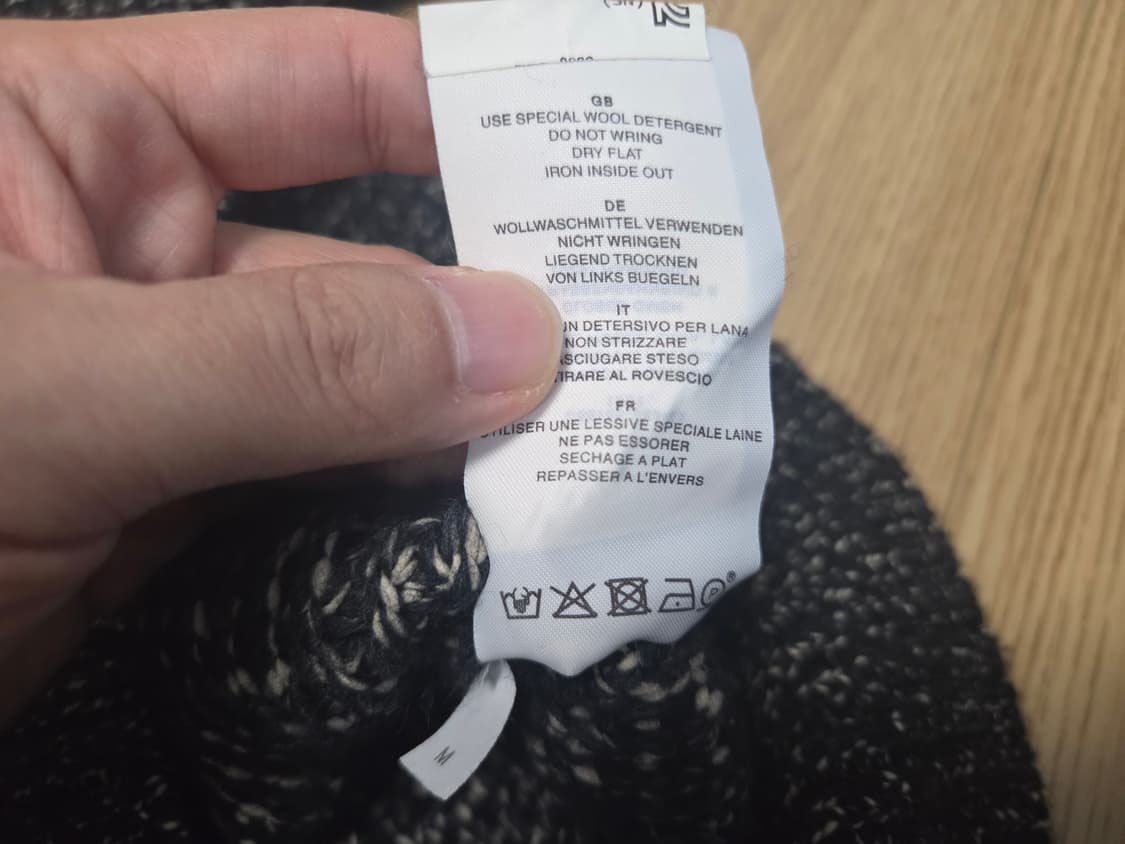 GB
USE SPECIAL WOOL DETERGENT
DO NOT WRING
DRY FLAT
IRON INSIDE OUT
DE
WOLLWASCHMITTEL VERWENDEN
NICHT WRINGEN
LIEGEND TROCKNEN
VON LINKS BUEGELN
IT
DETERSIVO PER LANA
NON STRIZZARE
STESO
AL ROVESCIO
FR
UNE LESSIVE SPECIALE LAINE
NE PAS ESSORER
SECHAGE A PLAT
REPASSER A L'ENVERS
M